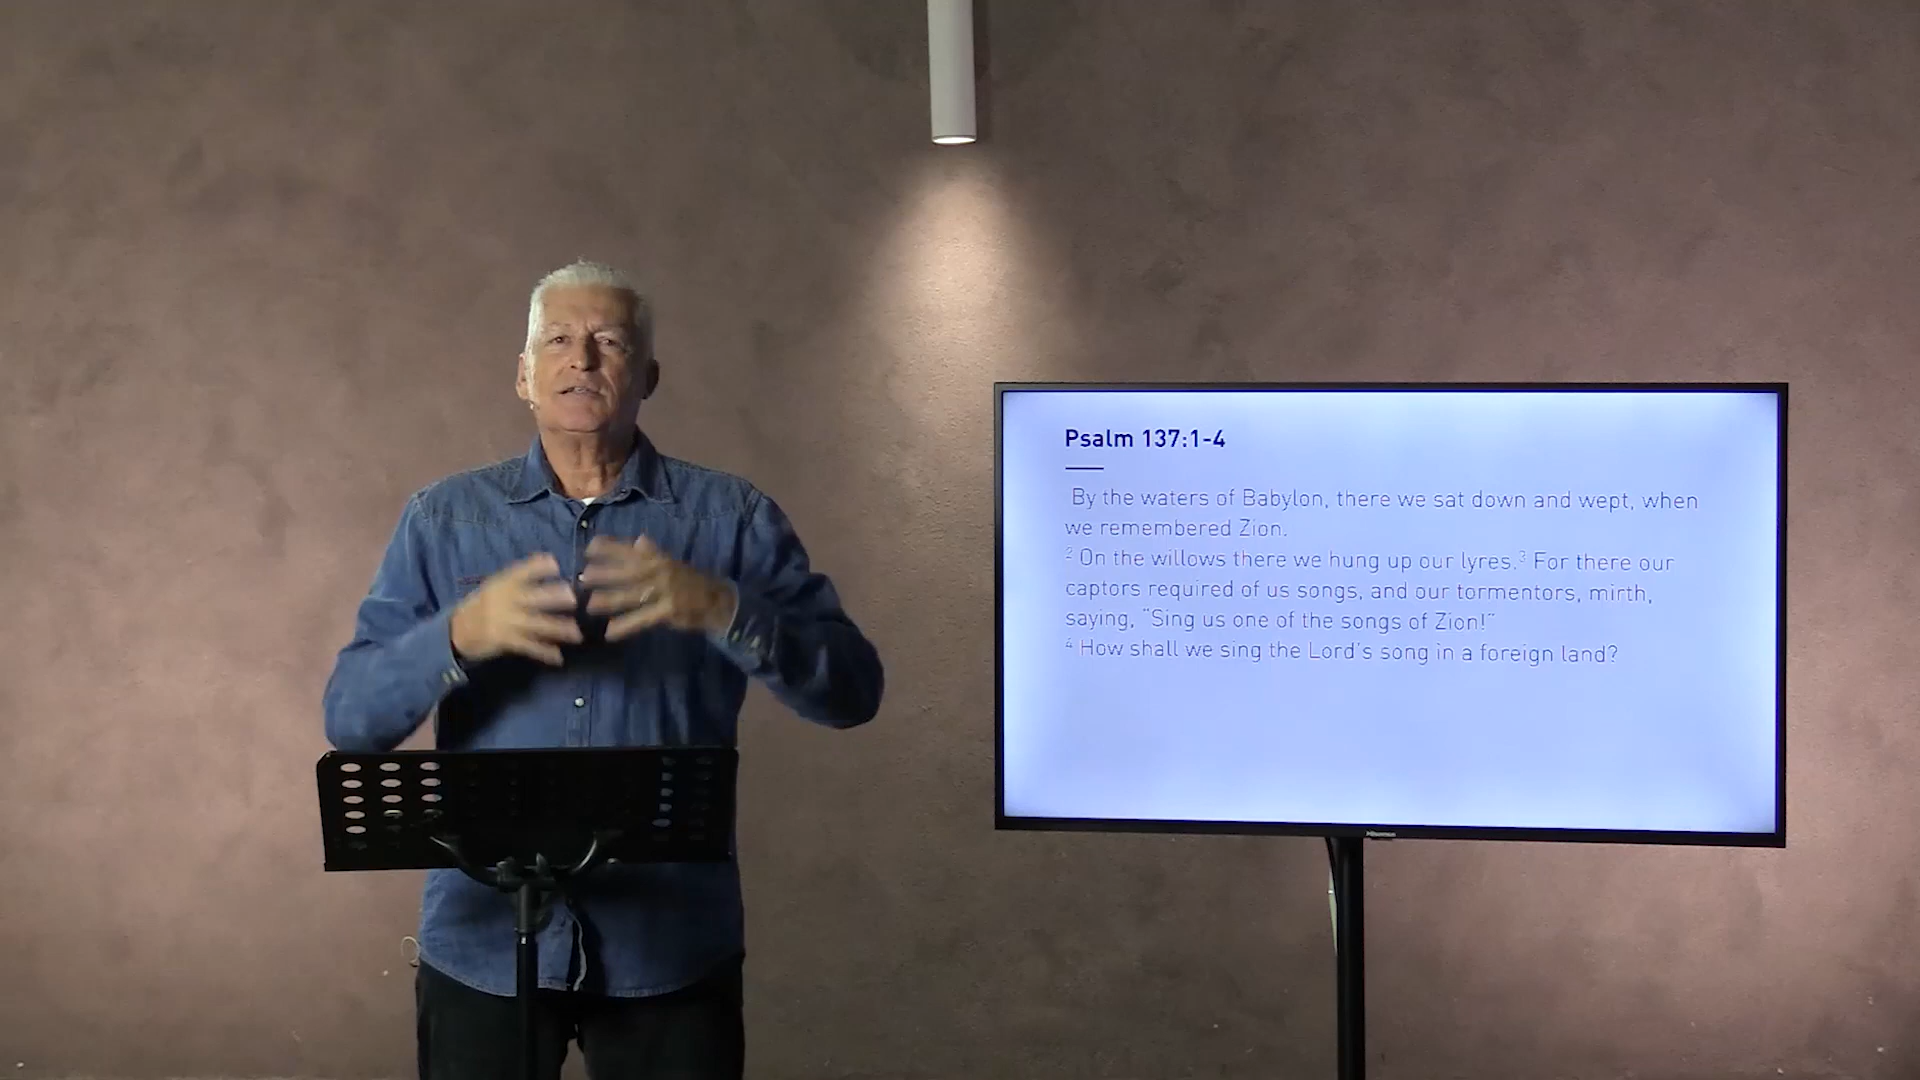 Psalm 137:1-4
By the waters of Babylon, there we sat down and wept, when
we remembered Zion.
² On the willows there we hung up our lyres.³ For there our
captors required of us songs, and our tormentors, mirth,
saying, “Sing us one of the songs of Zion!”
⁴ How shall we sing the Lord's song in a foreign land?
Hisense